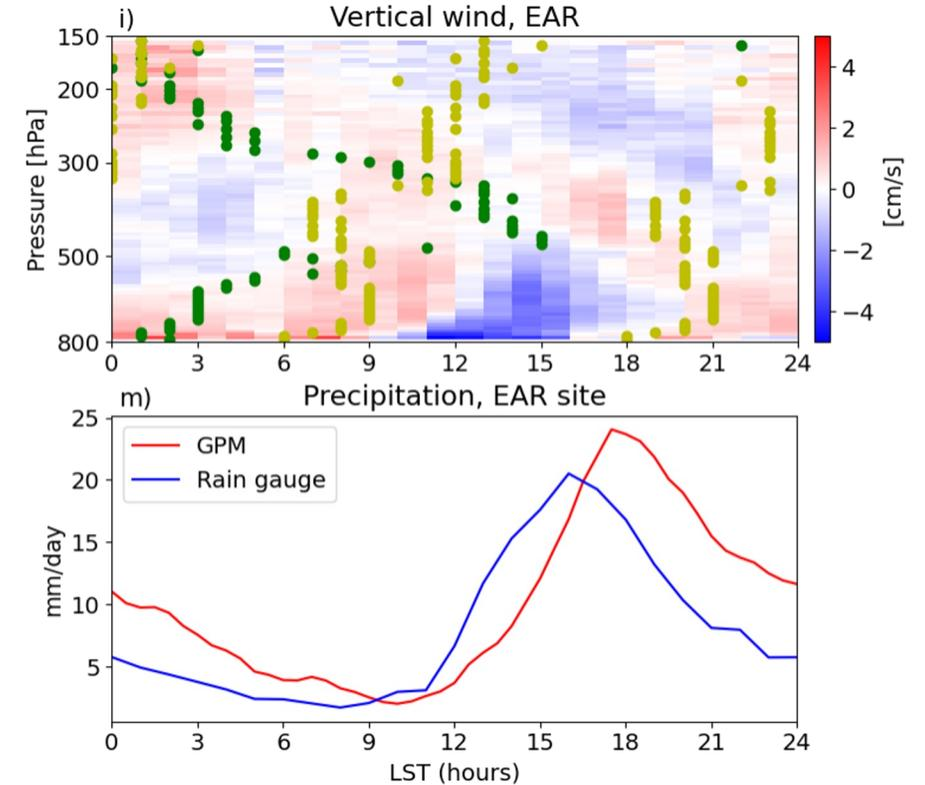 i) Vertical wind, EAR
150
200
300
500
800
Pressure [hPa]
0 3 6 9 12 15 18 21 24
4
2
0
−2
−4
[cm/s]
m) Precipitation, EAR site
25
20
15
10
5
mm/day
GPM
Rain gauge
0 3 6 9 12 15 18 21 24
LST (hours)